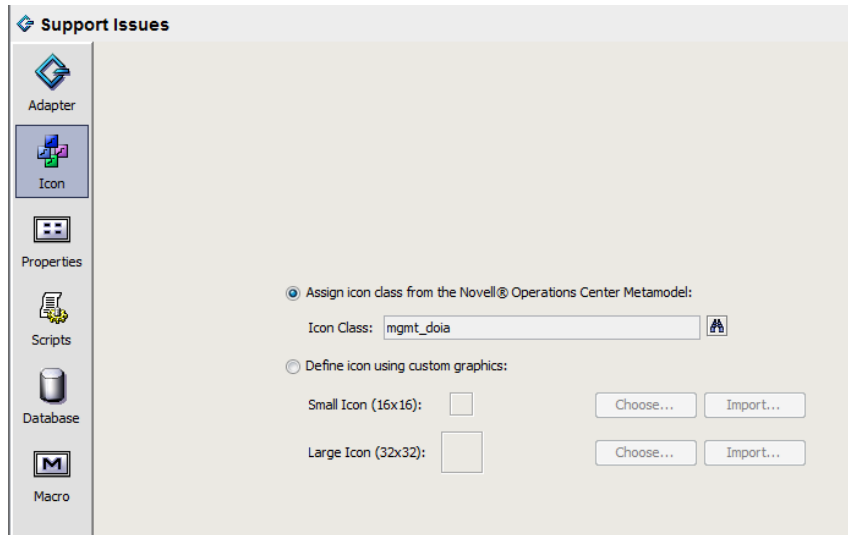 Support Issues
Adapter
Icon
Properties
Scripts
Database
M
Macro
Assign icon class from the Novell® Operations Center Metamodel:
Icon Class: mgmt_doia
Define icon using custom graphics:
Small Icon (16x16): Choose... Import...
Large Icon (32x32): Choose... Import...